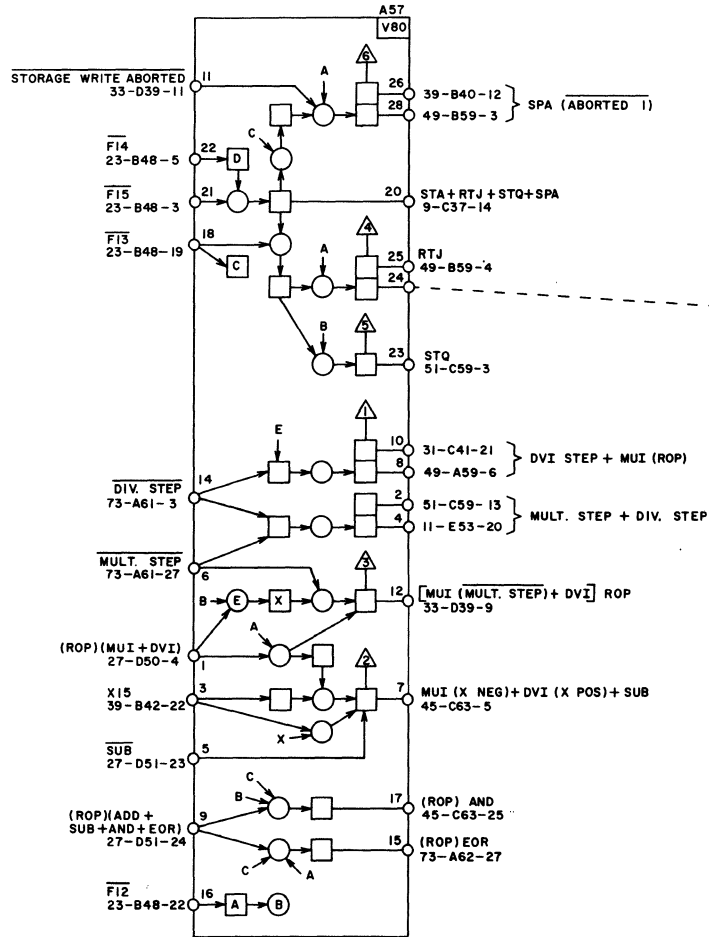 A57
V80
STORAGE WRITE ABORTED
33-D39-11
11
A
6
26
39-B40-12
28
49-B59-3
SPA (ABORTED 1)
F14
23-B48-5
22
D
C
F15
23-B48-3
21
20
STA+RTJ+STQ+SPA
9-C37-14
F13
23-B48-19
18
C
A
4
25
RTJ
49-B59-4
24
B
5
23
STQ
51-C59-3
E
1
10
31-C41-21
8
49-A59-6
DVI STEP + MUI (ROP)
14
DIV. STEP
73-A61-3
2
51-C59-13
4
11-E53-20
MULT. STEP + DIV. STEP
MULT. STEP
73-A61-27
6
B
E
X
3
12
[MUI (MULT. STEP)+ DVI] ROP
33-D39-9
(ROP)(MUI+DVI)
27-D50-4
1
A
2
X15
39-B42-22
3
X
7
MUI (X NEG)+DVI (X POS)+SUB
45-C63-5
SUB
27-D51-23
5
(ROP)(ADD+
SUB+AND+EOR)
27-D51-24
9
C
B
17
(ROP) AND
45-C63-25
C
A
15
(ROP)EOR
73-A62-27
F12
23-B48-22
16
A
B